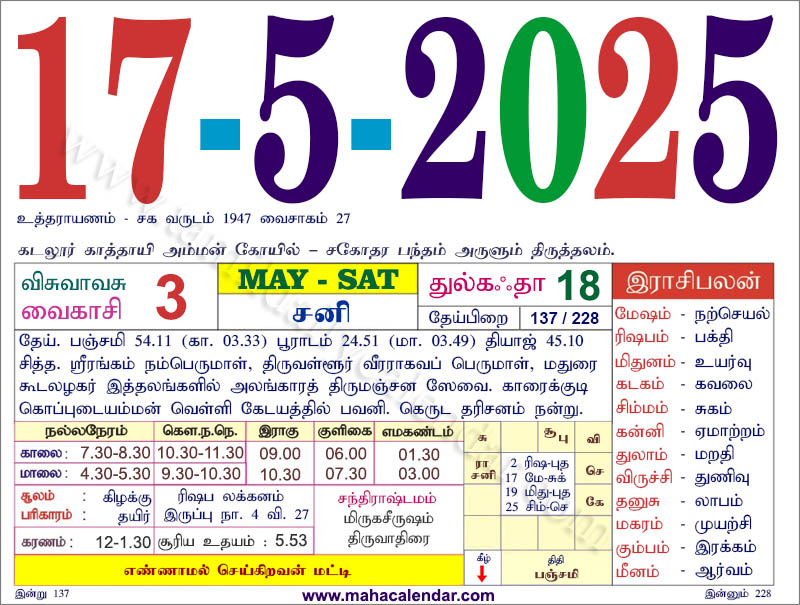 17-5-2025
உத்தராயணம் - சக வருடம் 1947 வைசாகம் 27
கடலூர் காத்தாயி அம்மன் கோயில் – சகோதர பந்தம் அருளும் திருத்தலம்.
விசுவாவசு
வைகாசி 3
MAY - SAT
சனி
துல்கஃதா 18
தேய்பிறை 137 / 228
தேய். பஞ்சமி 54.11 (கா. 03.33) பூராடம் 24.51 (மா. 03.49) தியாஜ் 45.10
சித்த. ஸ்ரீரங்கம் நம்பெருமாள், திருவள்ளூர் வீரராகவப் பெருமாள், மதுரை
கூடலழகர் இத்தலங்களில் அலங்காரத் திருமஞ்சன ஸேவை. காரைக்குடி
கொப்புடையம்மன் வெள்ளி கேடயத்தில் பவனி. கெருட தரிசனம் நன்று.
நல்லநேரம் கௌ.ந.நெ. இராகு குளிகை எமகண்டம்
காலை: 7.30-8.30 10.30-11.30 09.00 06.00 01.30
மாலை: 4.30-5.30 9.30-10.30 10.30 07.30 03.00
சூலம் : கிழக்கு
பரிகாரம் : தயிர்
ரிஷப லக்கனம்
இருப்பு நா. 4 வி. 27
கரணம் : 12-1.30 சூரிய உதயம் : 5.53
சந்திராஷ்டமம்
மிருகசீருஷம்
திருவாதிரை
எண்ணாமல் செய்கிறவன் மட்டி
சு சூ பு வி
ரா சனி செ
கே
2 ரிஷ-புத
17 மே-சுக்
19 மிது-புத
25 சிம்-செ
கீழ்
திதி
பஞ்சமி
இராசிபலன்
மேஷம் - நற்செயல்
ரிஷபம் - பக்தி
மிதுனம் - உயர்வு
கடகம் - கவலை
சிம்மம் - சுகம்
கன்னி - ஏமாற்றம்
துலாம் - மறதி
விருச்சி - துணிவு
தனுசு - லாபம்
மகரம் - முயற்சி
கும்பம் - இரக்கம்
மீனம் - ஆர்வம்
இன்று 137
www.mahacalendar.com
இன்னும் 228